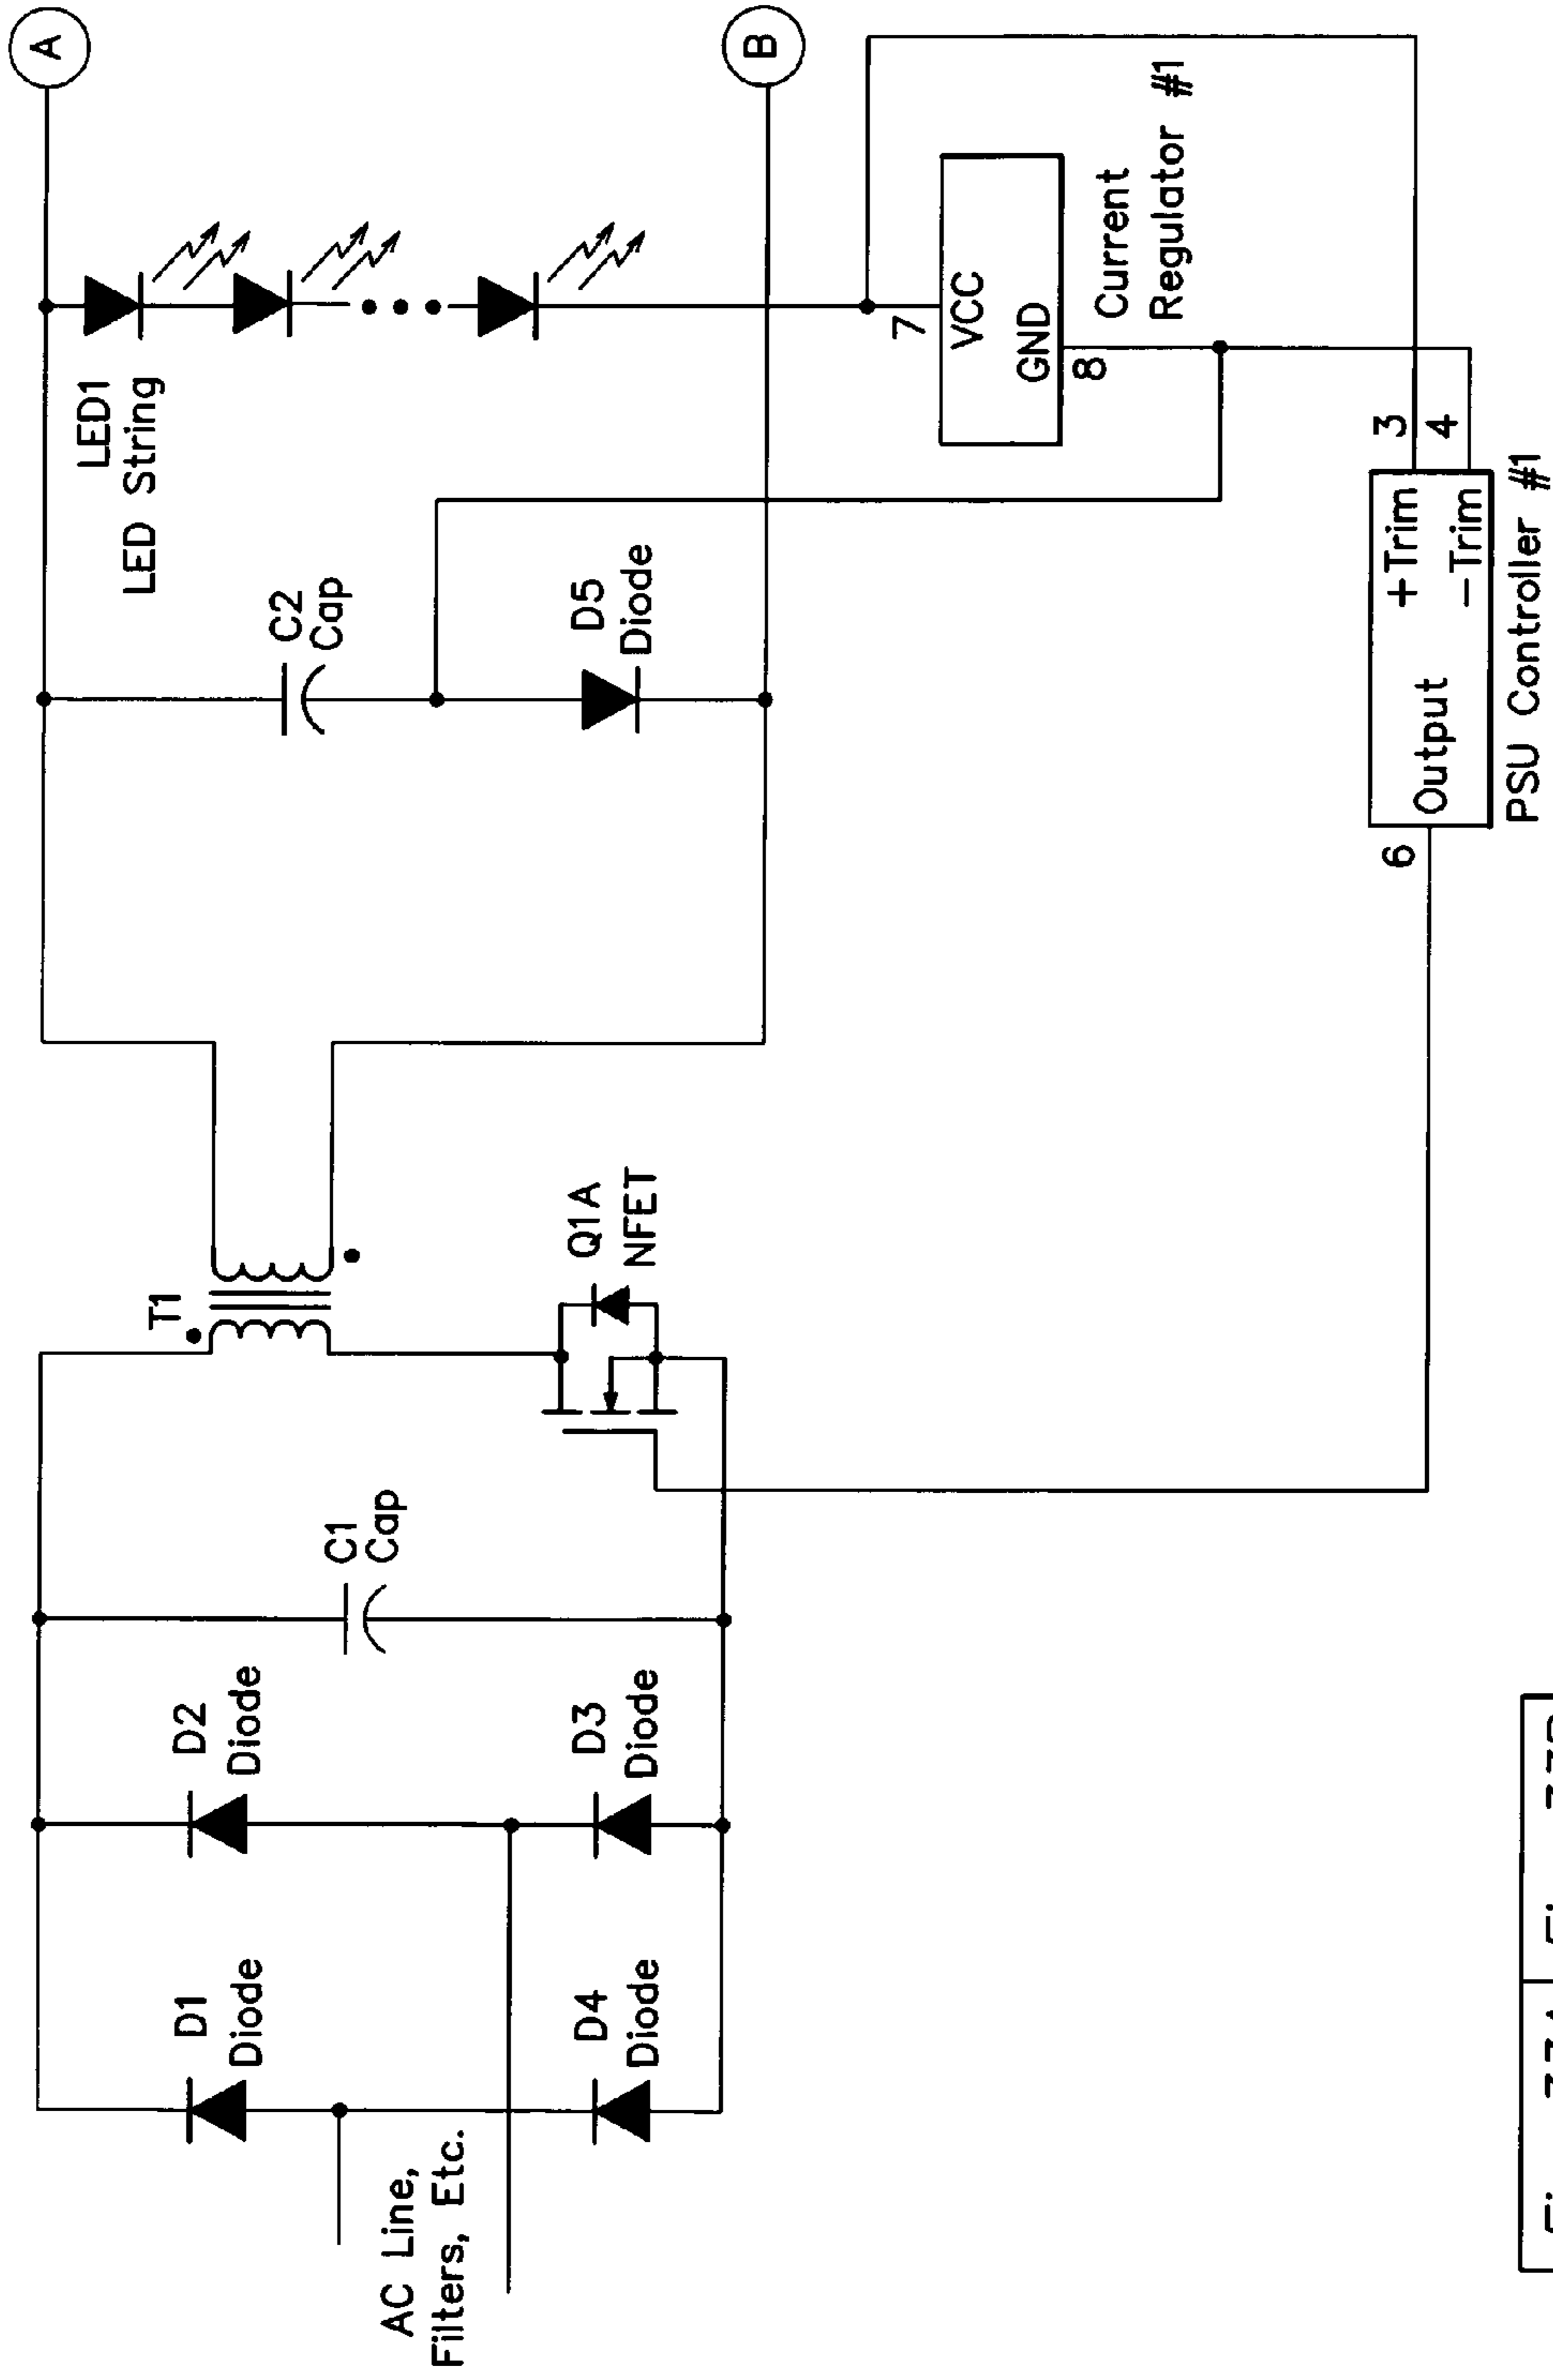 AC Line,
Filters, Etc.
D1
Diode
D4
Diode
D2
Diode
D3
Diode
C1
Cap
T1
Q1A
NFET
C2
Cap
D5
Diode
LED1
LED String
A
B
7
VCC
GND
8
Current
Regulator #1
3
4
+Trim
-Trim
Output
6
PSU Controller #1